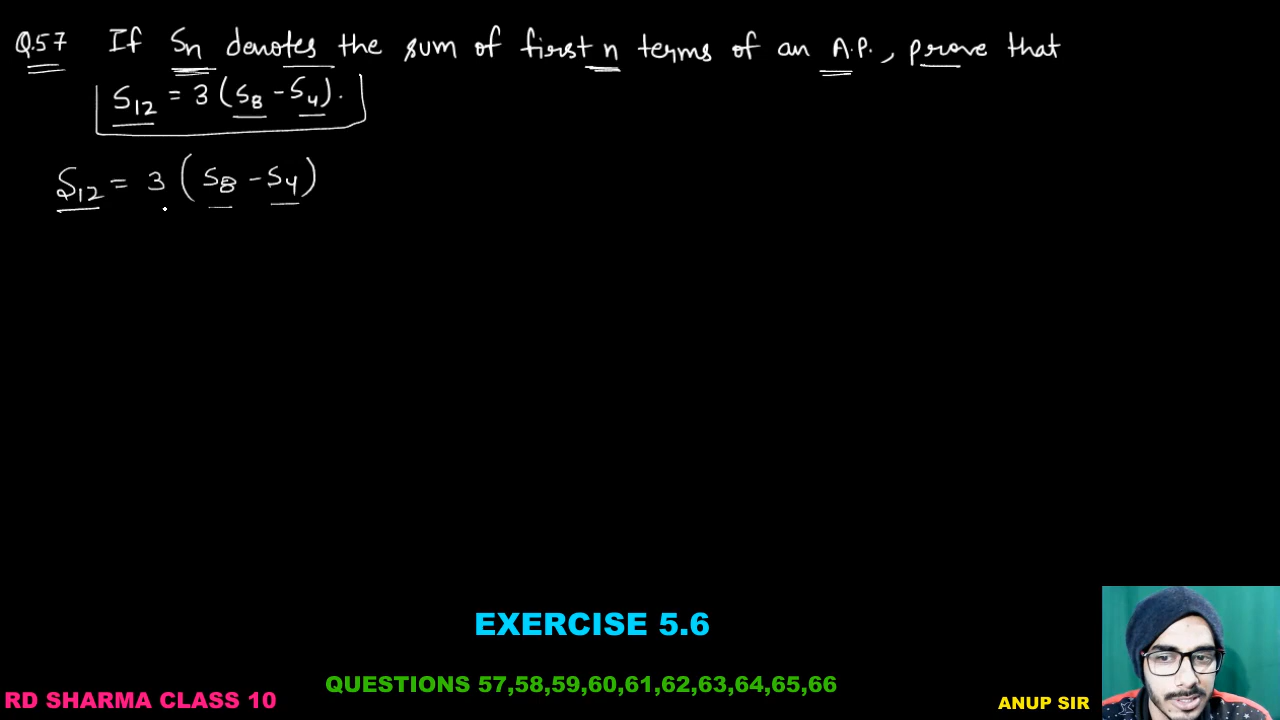 Q.57 If Sn denotes the sum of first n terms of an A.P., prove that
S12 = 3 (S8 - S4).
S12 = 3 (S8 - S4)
EXERCISE 5.6
QUESTIONS 57,58,59,60,61,62,63,64,65,66
RD SHARMA CLASS 10
ANUP SIR